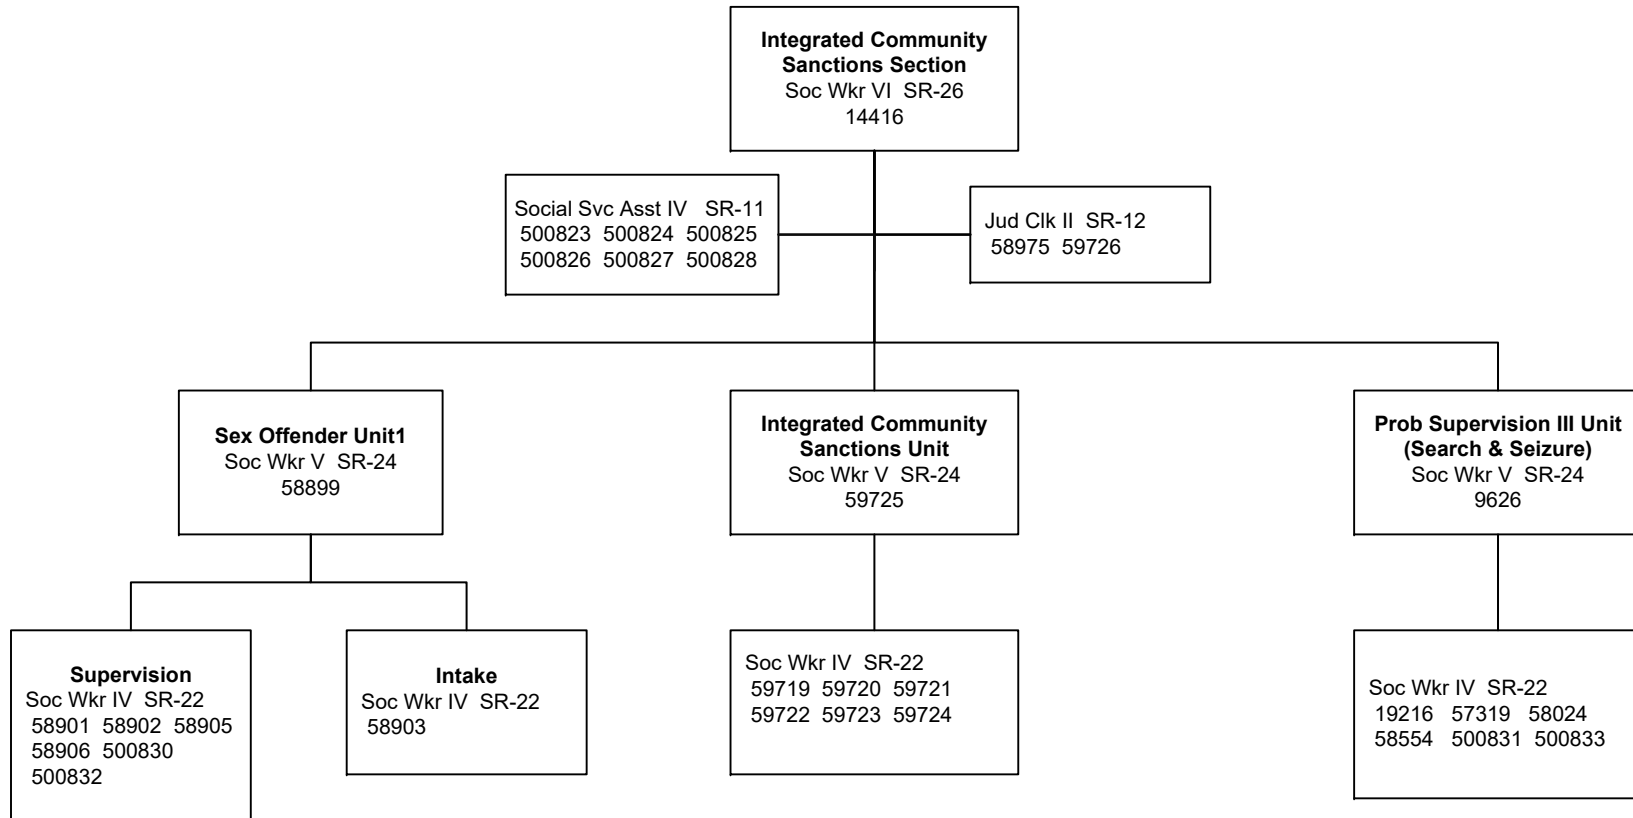 Integrated Community
Sanctions Section
Soc Wkr VI SR-26
14416
Social Svc Asst IV SR-11
500823 500824 500825
500826 500827 500828
Jud Clk II SR-12
58975 59726
Sex Offender Unit1
Soc Wkr V SR-24
58899
Integrated Community
Sanctions Unit
Soc Wkr V SR-24
59725
Prob Supervision III Unit
(Search & Seizure)
Soc Wkr V SR-24
9626
Supervision
Soc Wkr IV SR-22
58901 58902 58905
58906 500830
500832
Intake
Soc Wkr IV SR-22
58903
Soc Wkr IV SR-22
59719 59720 59721
59722 59723 59724
Soc Wkr IV SR-22
19216 57319 58024
58554 500831 500833